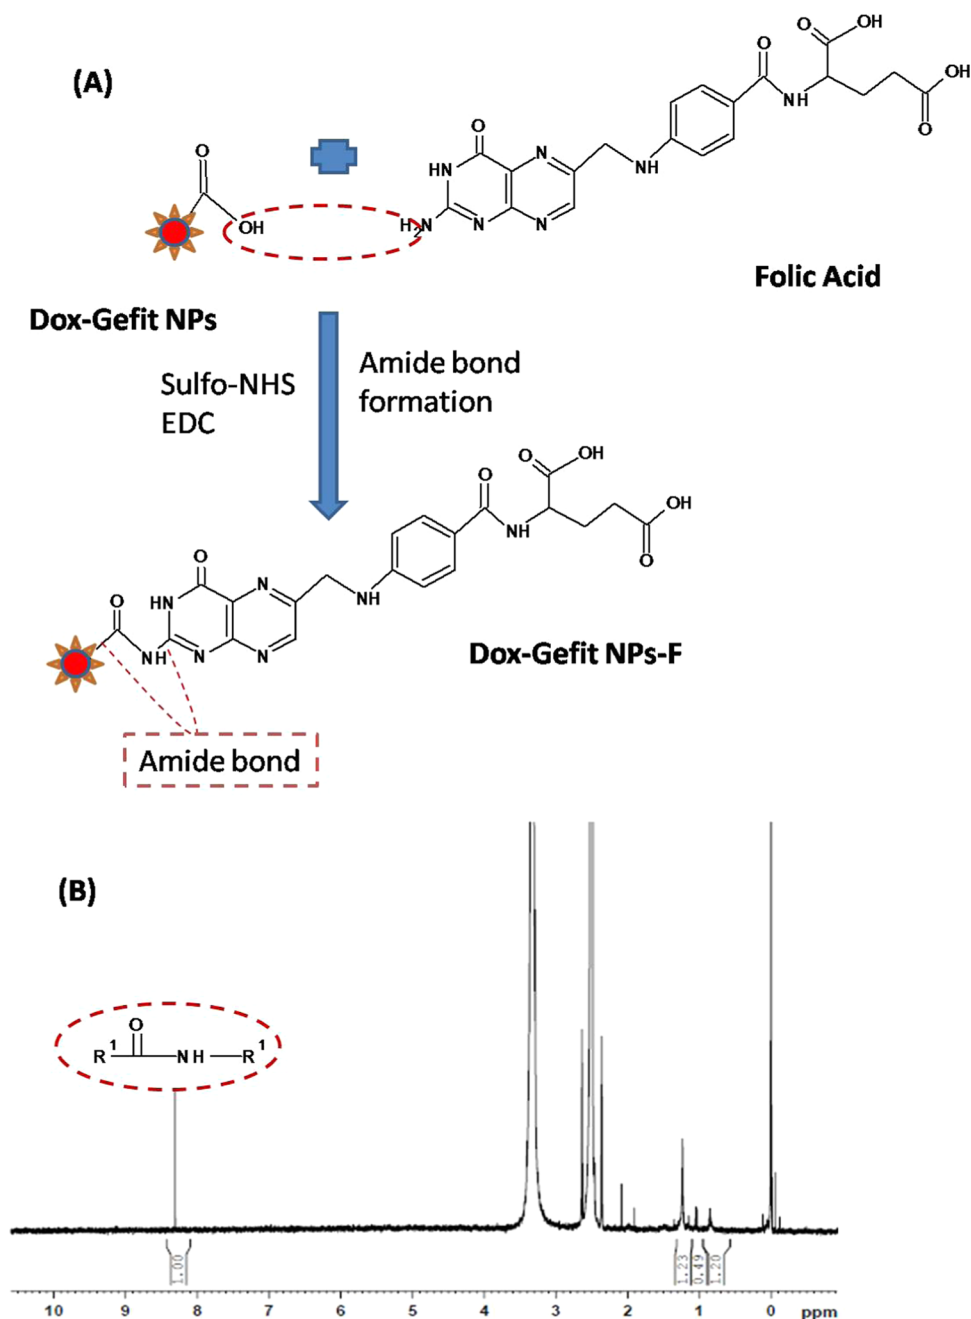 (A)
O
OH
O
OH
O
NH
O
O
N
HN
NH
O
OH
H2N
N
N
Folic Acid
Dox-Gefit NPs
Sulfo-NHS
EDC
Amide bond
formation
O
OH
O
OH
O
NH
O
O
N
HN
NH
O
NH
N
N
Dox-Gefit NPs-F
Amide bond
(B)
O
R1 NH R1
1.00
1.23
0.49
1.20
10 9 8 7 6 5 4 3 2 1 0 ppm